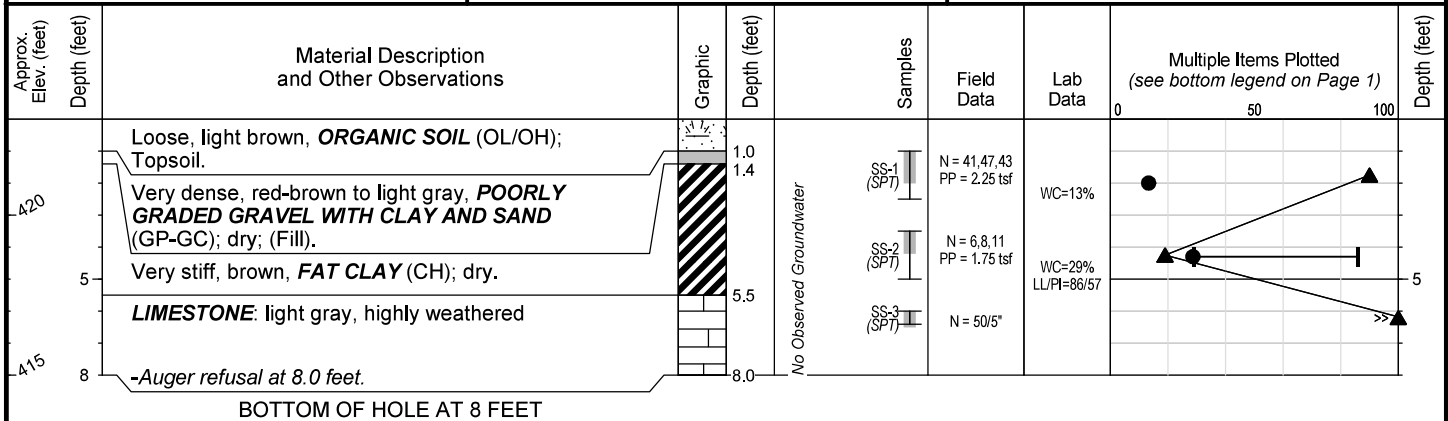 Approx.
Elev. (feet)
Depth (feet)
Material Description
and Other Observations
Graphic
Depth (feet)
Samples
Field
Data
Lab
Data
Multiple Items Plotted
(see bottom legend on Page 1)
0 50 100
Depth (feet)
Loose, light brown, ORGANIC SOIL (OL/OH);
Topsoil.
1.0
1.4
Very dense, red-brown to light gray, POORLY
GRADED GRAVEL WITH CLAY AND SAND
(GP-GC); dry; (Fill).
420
Very stiff, brown, FAT CLAY (CH); dry.
5
5.5
LIMESTONE: light gray, highly weathered
415
8
-Auger refusal at 8.0 feet.
8.0
BOTTOM OF HOLE AT 8 FEET
No Observed Groundwater
SS-1
(SPT)
N = 41,47,43
PP = 2.25 tsf
WC=13%
SS-2
(SPT)
N = 6,8,11
PP = 1.75 tsf
WC=29%
LL/PI=86/57
5
SS-3
(SPT)
N = 50/5"
>>